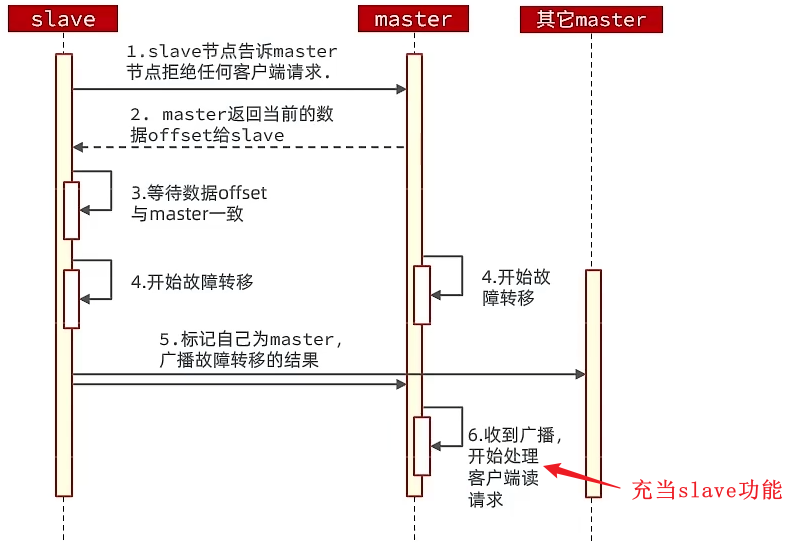 slave
master
其它master
1.slave节点告诉master
节点拒绝任何客户端请求.
2. master返回当前的数
据offset给slave
3.等待数据offset
与master一致
4.开始故障转移
4.开始故
障转移
5.标记自己为master,
广播故障转移的结果
6.收到广播,
开始处理
客户端读
请求
充当slave功能